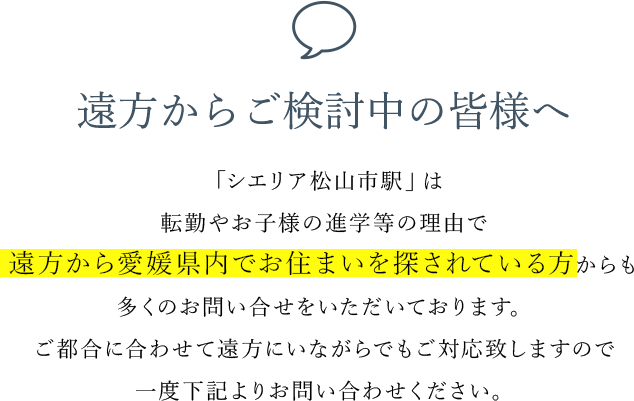 遠方からご検討中の皆様へ
「シエリア松山市駅」は
転勤やお子様の進学等の理由で
遠方から愛媛県内でお住まいを探されている方からも
多くのお問い合せをいただいております。
ご都合に合わせて遠方にいながらでもご対応致しますので
一度下記よりお問い合わせください。